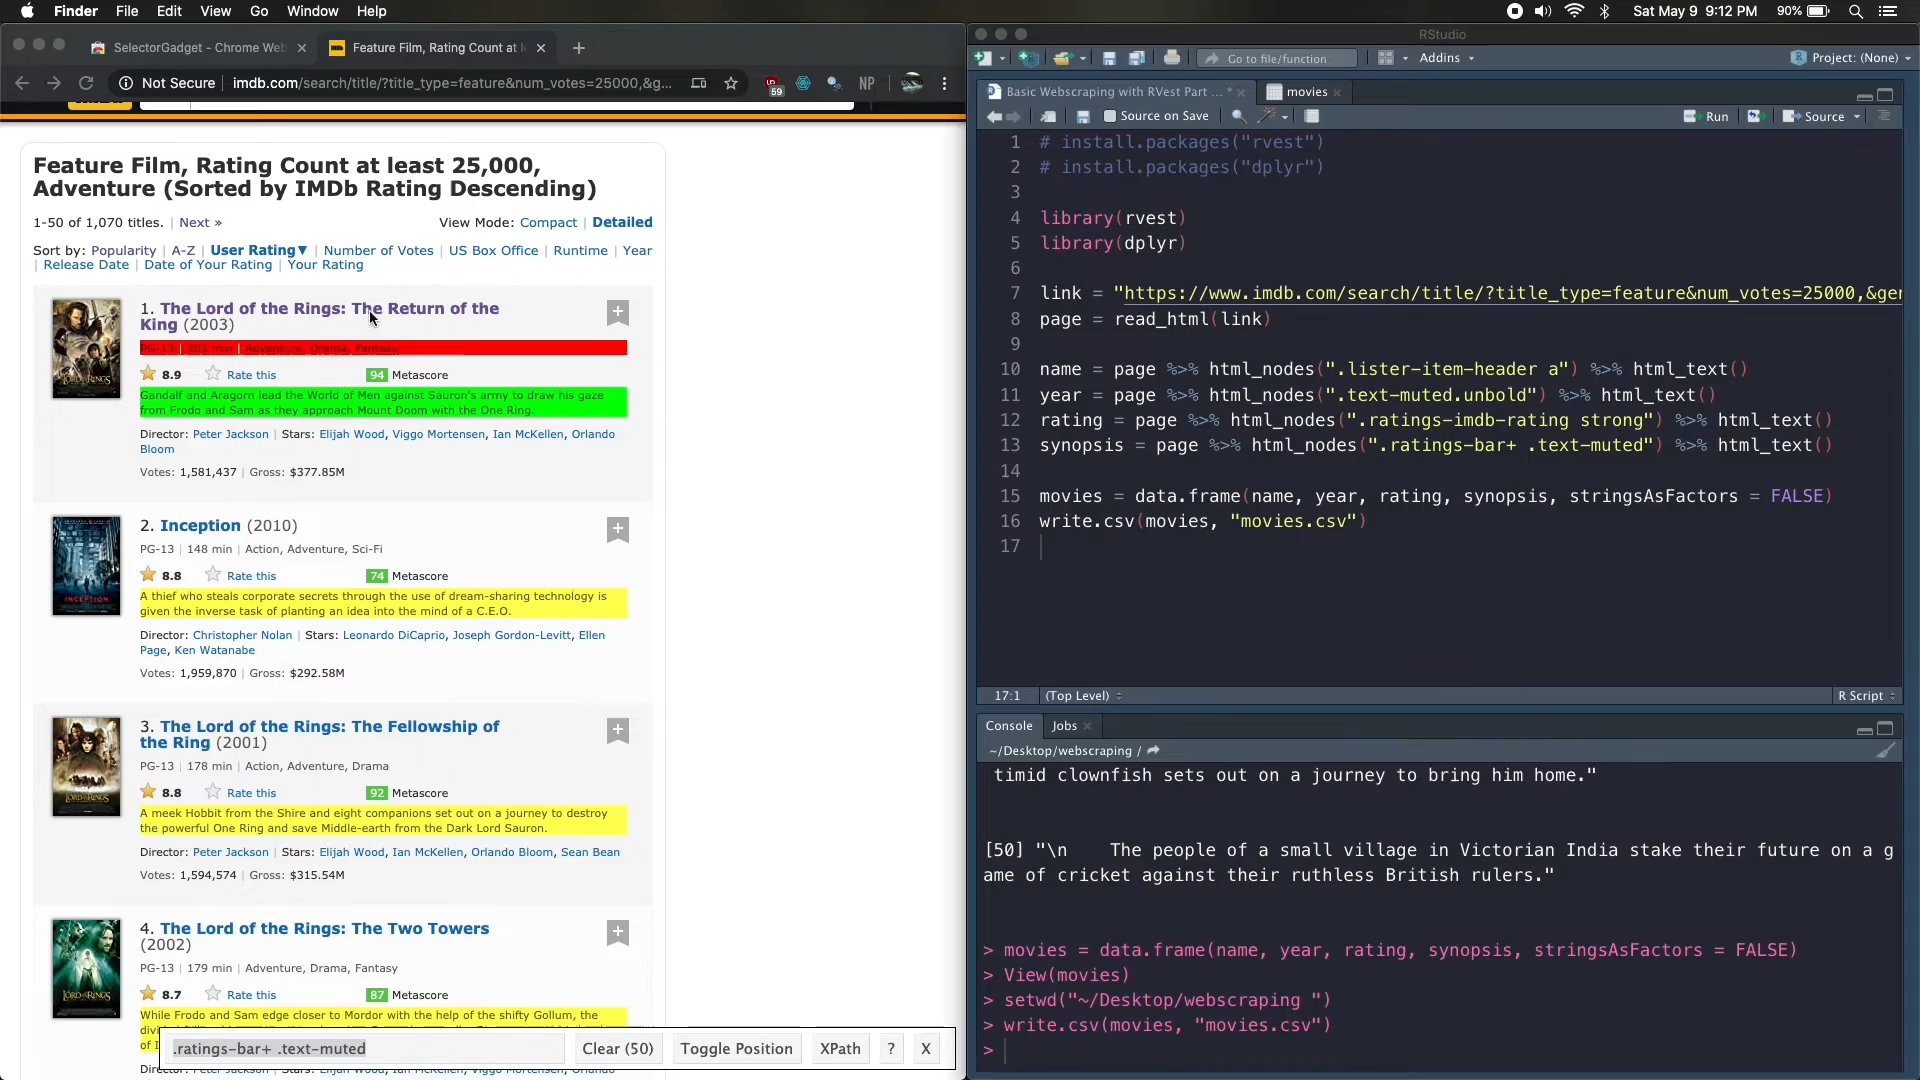 Finder File Edit View Go Window Help
Sat May 9 9:12 PM 90%
SelectorGadget - Chrome Web
Feature Film, Rating Count at l
Not Secure imdb.com/search/title/?title_type=feature&num_votes=25000,&g...
59
NP
Feature Film, Rating Count at least 25,000,
Adventure (Sorted by IMDb Rating Descending)
1-50 of 1,070 titles. | Next »
View Mode: Compact | Detailed
Sort by: Popularity | A-Z | User Rating▼ | Number of Votes | US Box Office | Runtime | Year
| Release Date | Date of Your Rating | Your Rating
1. The Lord of the Rings: The Return of the
King (2003)
PG-13 | 201 min | Adventure, Drama, Fantasy
8.9 Rate this 94 Metascore
Gandalf and Aragorn lead the World of Men against Sauron's army to draw his gaze
from Frodo and Sam as they approach Mount Doom with the One Ring.
Director: Peter Jackson | Stars: Elijah Wood, Viggo Mortensen, Ian McKellen, Orlando
Bloom
Votes: 1,581,437 | Gross: $377.85M
INCEPTION
2. Inception (2010)
PG-13 | 148 min | Action, Adventure, Sci-Fi
8.8 Rate this 74 Metascore
A thief who steals corporate secrets through the use of dream-sharing technology is
given the inverse task of planting an idea into the mind of a C.E.O.
Director: Christopher Nolan | Stars: Leonardo DiCaprio, Joseph Gordon-Levitt, Ellen
Page, Ken Watanabe
Votes: 1,959,870 | Gross: $292.58M
3. The Lord of the Rings: The Fellowship of
the Ring (2001)
PG-13 | 178 min | Action, Adventure, Drama
8.8 Rate this 92 Metascore
A meek Hobbit from the Shire and eight companions set out on a journey to destroy
the powerful One Ring and save Middle-earth from the Dark Lord Sauron.
Director: Peter Jackson | Stars: Elijah Wood, Ian McKellen, Orlando Bloom, Sean Bean
Votes: 1,594,574 | Gross: $315.54M
4. The Lord of the Rings: The Two Towers
(2002)
PG-13 | 179 min | Adventure, Drama, Fantasy
8.7 Rate this 87 Metascore
While Frodo and Sam edge closer to Mordor with the help of the shifty Gollum, the
.ratings-bar+ .text-muted Clear (50) Toggle Position XPath ? X
Director: Peter Jackson | Stars: Elijah Wood, Ian McKellen, Viggo Mortensen, Orlando
RStudio
Go to file/function Addins Project: (None)
Basic Webscraping with RVest Part ... * movies
Source on Save Run Source
1 # install.packages("rvest")
2 # install.packages("dplyr")
3
4 library(rvest)
5 library(dplyr)
6
7 link = "https://www.imdb.com/search/title/?title_type=feature&num_votes=25000,&gen
8 page = read_html(link)
9
10 name = page %>% html_nodes(".lister-item-header a") %>% html_text()
11 year = page %>% html_nodes(".text-muted.unbold") %>% html_text()
12 rating = page %>% html_nodes(".ratings-imdb-rating strong") %>% html_text()
13 synopsis = page %>% html_nodes(".ratings-bar+ .text-muted") %>% html_text()
14
15 movies = data.frame(name, year, rating, synopsis, stringsAsFactors = FALSE)
16 write.csv(movies, "movies.csv")
17
17:1 (Top Level) R Script
Console Jobs
~/Desktop/webscraping /
timid clownfish sets out on a journey to bring him home."
[50] "\n    The people of a small village in Victorian India stake their future on a g
ame of cricket against their ruthless British rulers."
> movies = data.frame(name, year, rating, synopsis, stringsAsFactors = FALSE)
> View(movies)
> setwd("~/Desktop/webscraping ")
> write.csv(movies, "movies.csv")
>